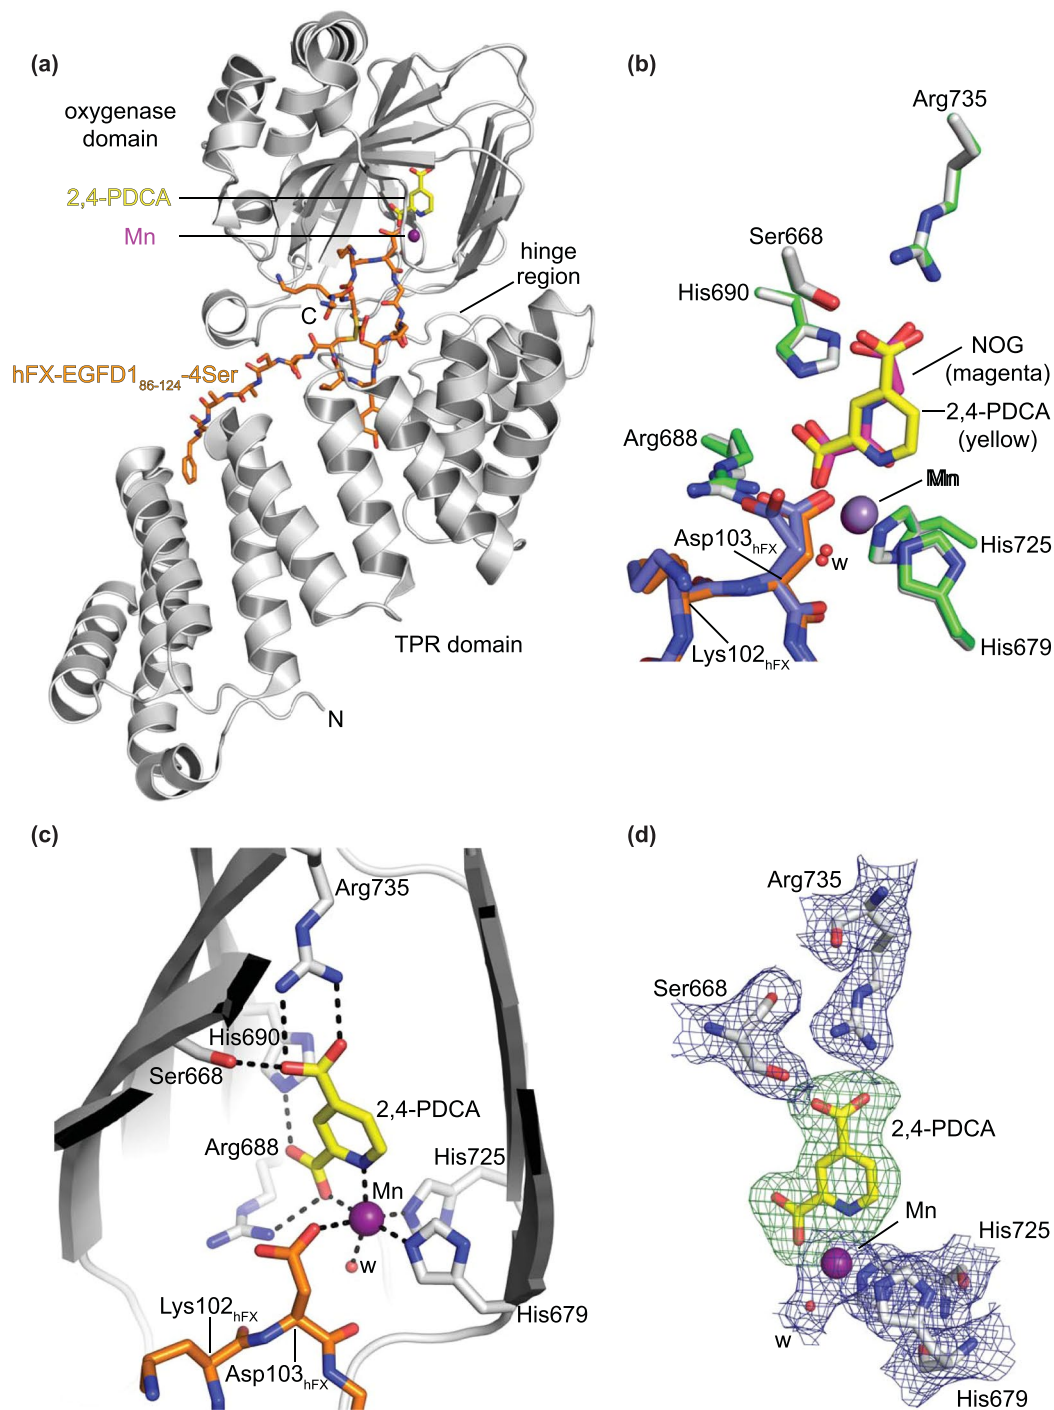 (a)
oxygenase
domain
2,4-PDCA
Mn
hinge
region
C
hFX-EGFD186-124-4Ser
TPR domain
N
(b)
Arg735
Ser668
His690
NOG
(magenta)
2,4-PDCA
(yellow)
Arg688
Mn
Asp103hFX
w
His725
His679
Lys102hFX
(c)
Arg735
His690
Ser668
2,4-PDCA
Arg688
His725
Mn
w
Lys102hFX
His679
Asp103hFX
(d)
Arg735
Ser668
2,4-PDCA
Mn
His725
w
His679